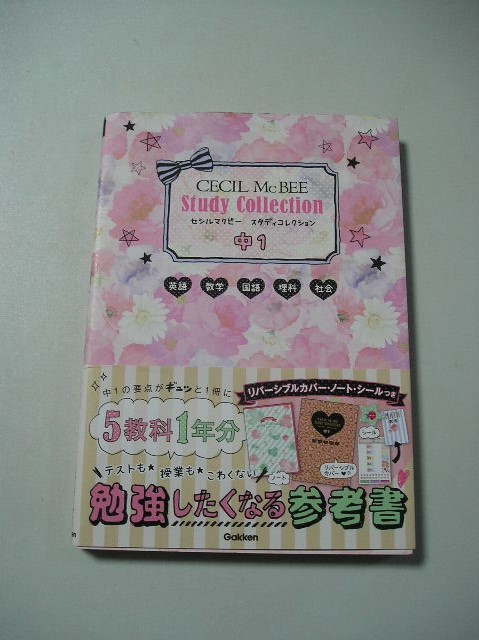 CECIL McBEE
Study Collection
セシルマクビー スタディコレクション
中1
英語 数学 国語 理科 社会
中1の要点がギュッと1冊に
リバーシブルカバー・ノート・シールつき
5教科1年分
テストも★授業も★こわくない
シール
リバーシブル
カバー
ノート
勉強したくなる参考書
Gakken